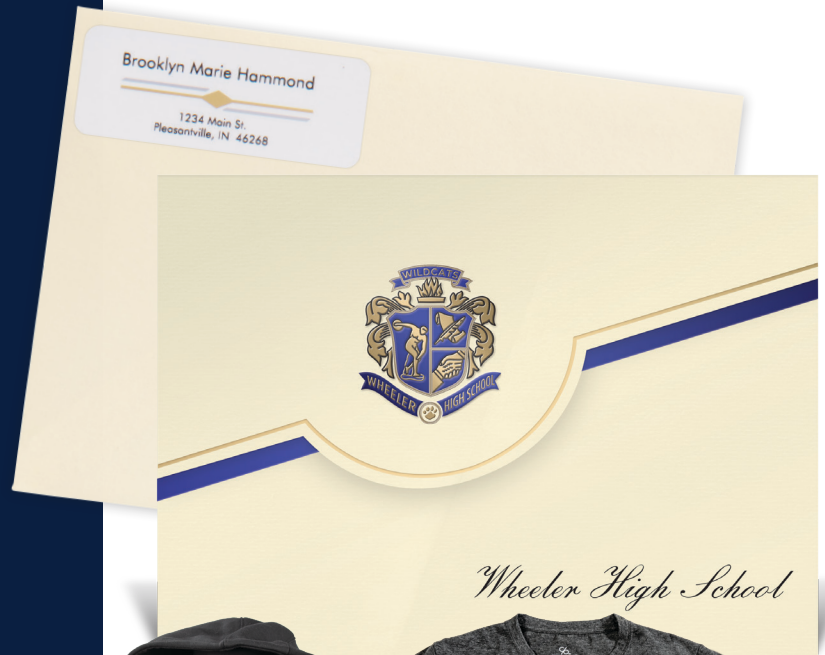 Brooklyn Marie Hammond
1234 Main St.
Pleasantville, IN 46268
WILDCATS
WHEELER HIGH SCHOOL
Wheeler High School